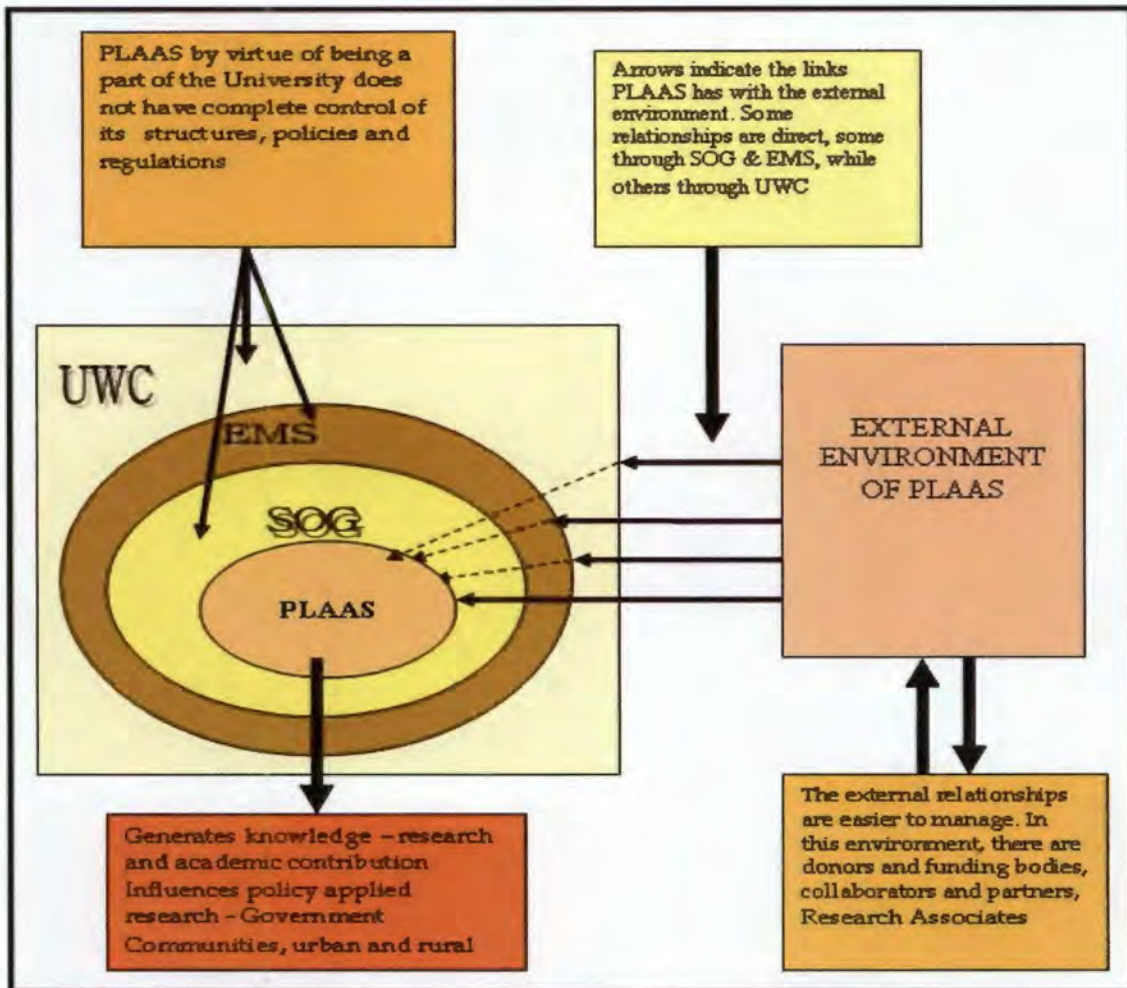 PLAAS by virtue of being a
part of the University does
not have complete control of
its structures, policies and
regulations
Arrows indicate the links
PLAAS has with the external
environment. Some
relationships are direct, some
through SOG & EMS, while
others through UWC
UWC
EMS
SOG
PLAAS
EXTERNAL
ENVIRONMENT
OF PLAAS
Generates knowledge – research
and academic contribution
Influences policy applied
research – Government
Communities, urban and rural
The external relationships
are easier to manage. In
this environment, there are
donors and funding bodies,
collaborators and partners,
Research Associates